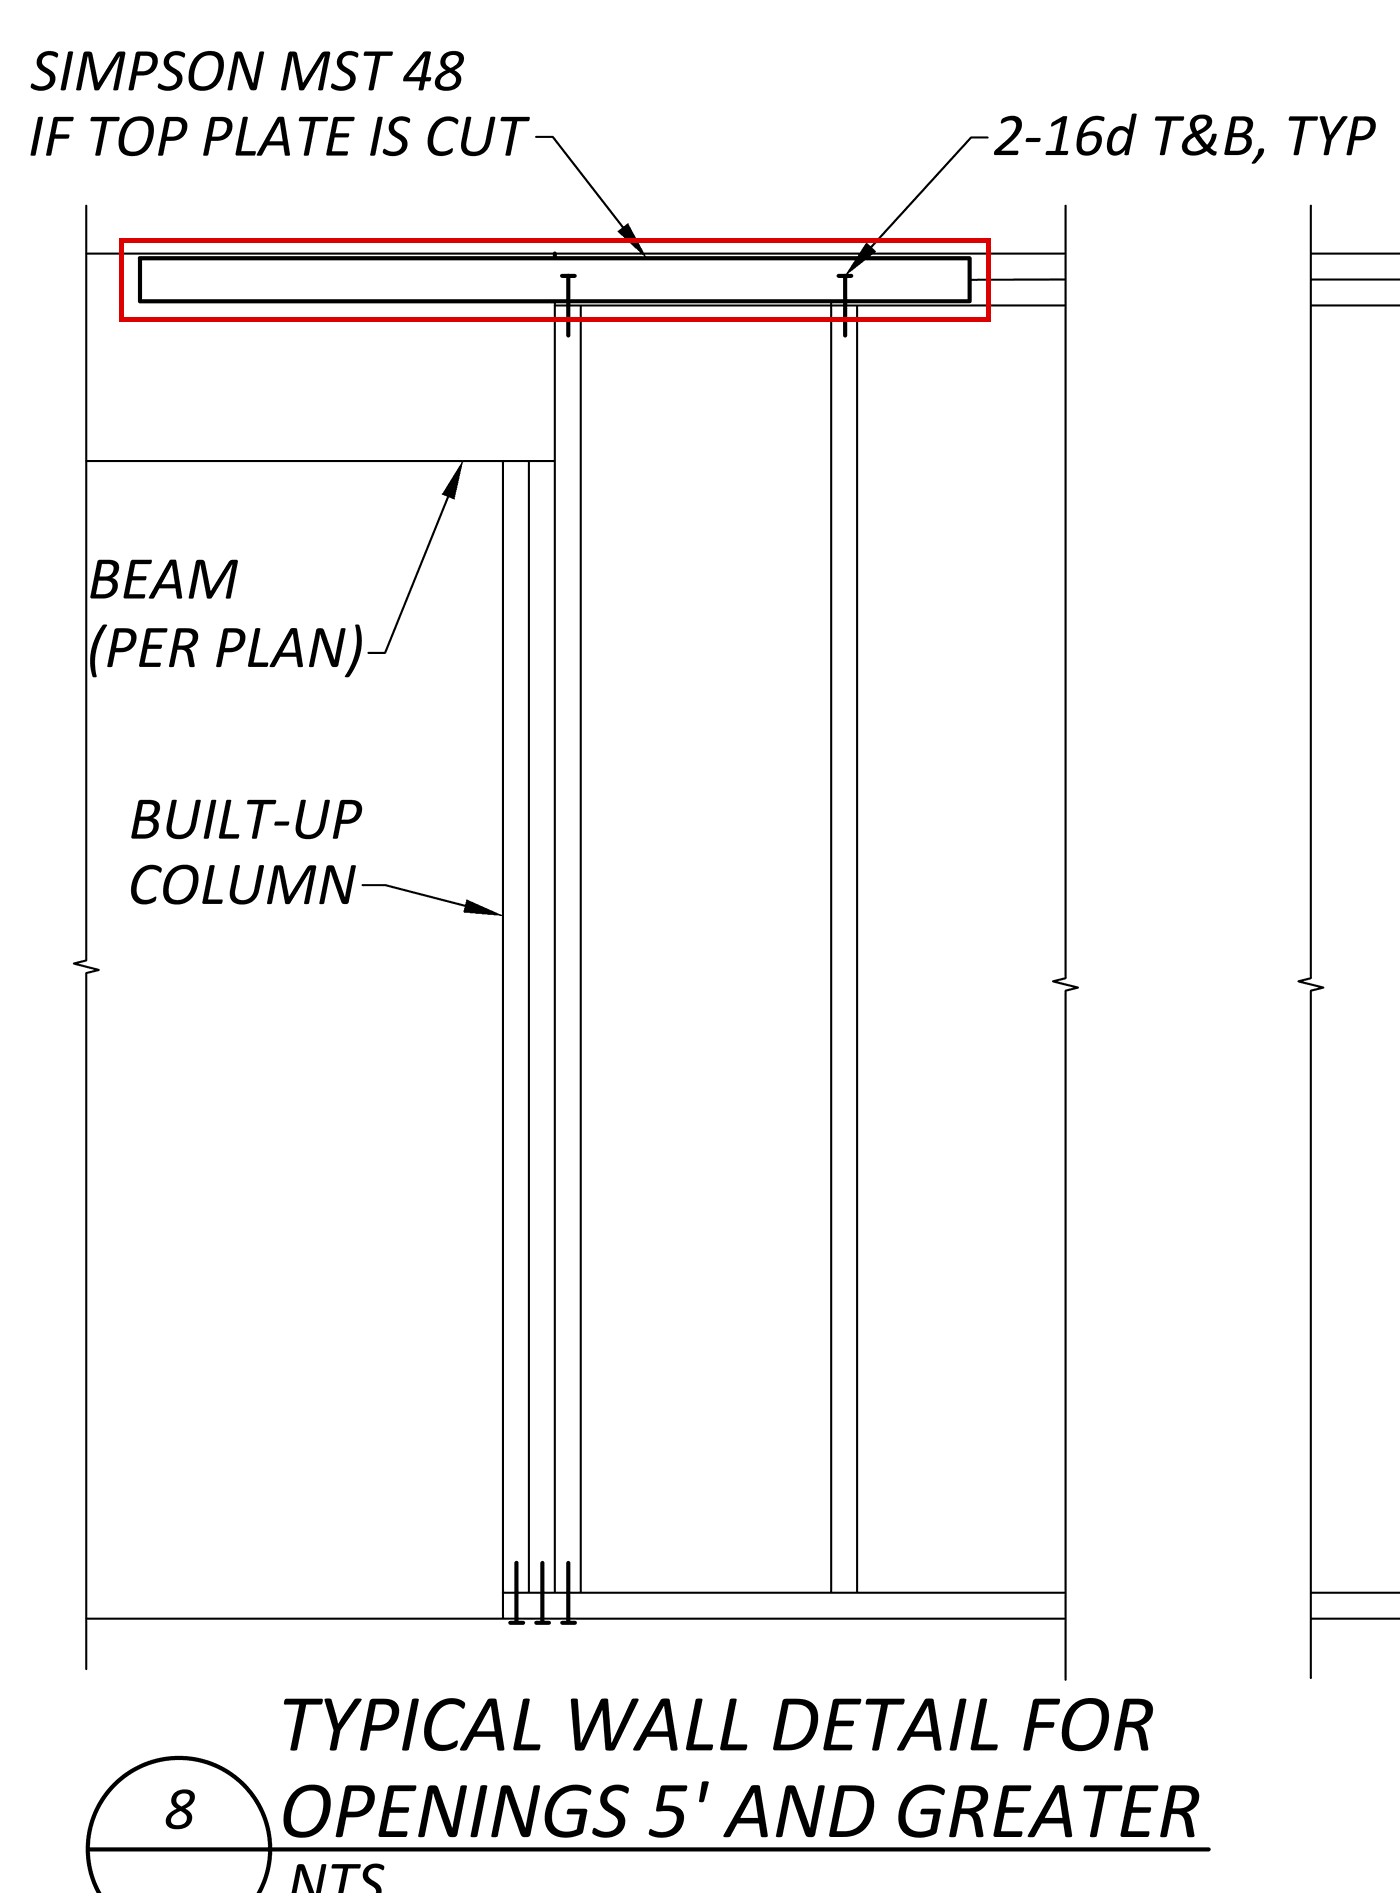 SIMPSON MST 48
IF TOP PLATE IS CUT
2-16d T&B, TYP
BEAM
(PER PLAN)
BUILT-UP
COLUMN
TYPICAL WALL DETAIL FOR
OPENINGS 5' AND GREATER
8
NTS